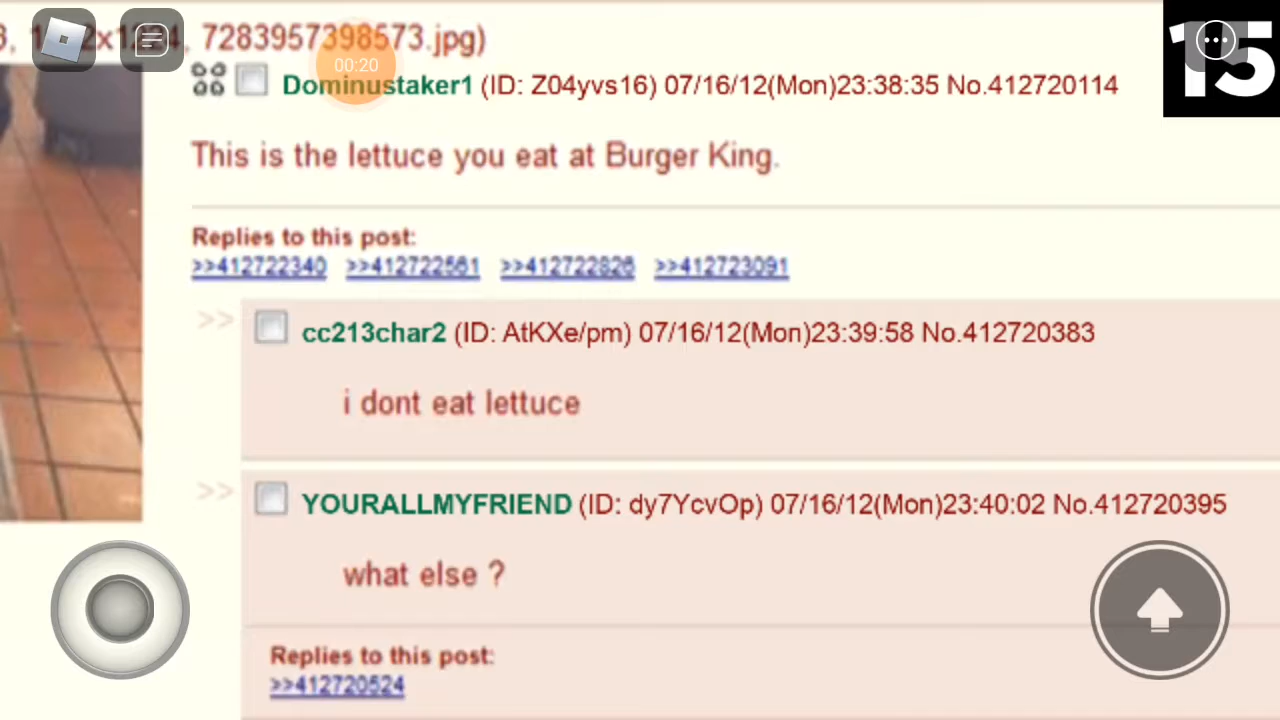 7283957398573.jpg)
00:20
15
Dominustaker1 (ID: Z04yvs16) 07/16/12(Mon)23:38:35 No.412720114
This is the lettuce you eat at Burger King.
Replies to this post:
>>412722340 >>412722561 >>412722826 >>412723091
>> cc213char2 (ID: AtKXe/pm) 07/16/12(Mon)23:39:58 No.412720383
i dont eat lettuce
>> YOURALLMYFRIEND (ID: dy7YcvOp) 07/16/12(Mon)23:40:02 No.412720395
what else ?
Replies to this post:
>>412720524